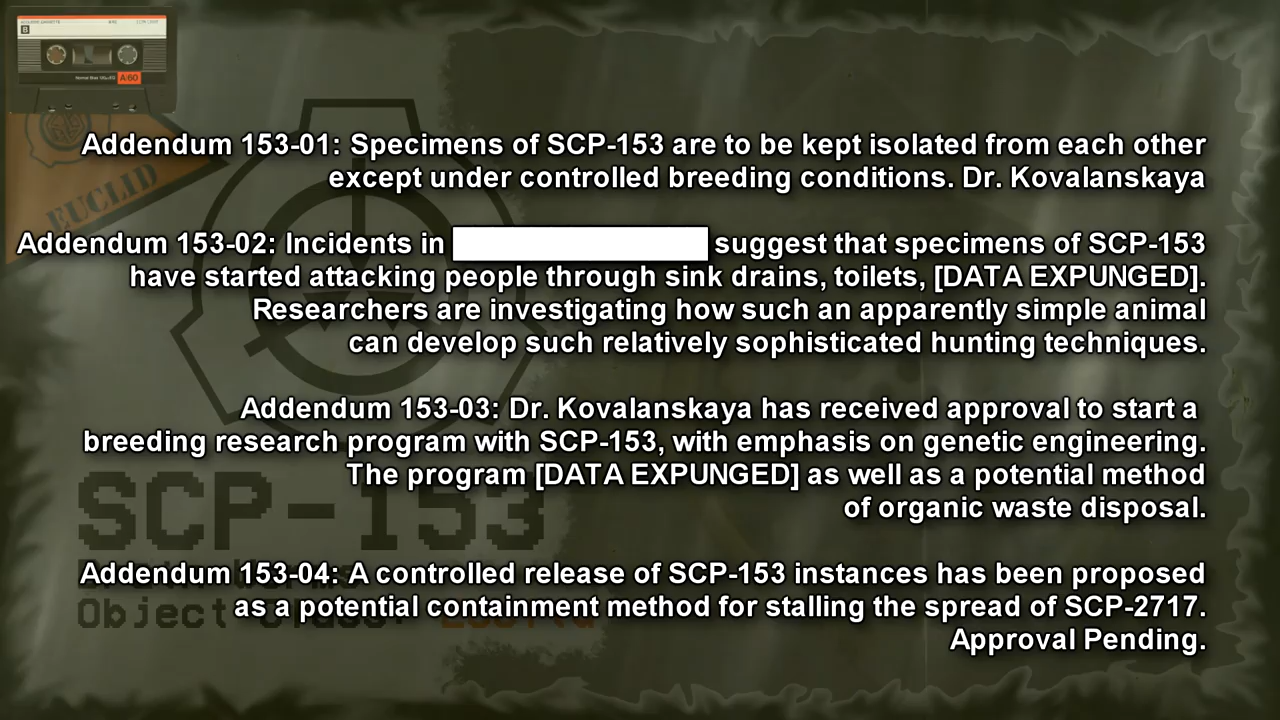 B
A/60
EUCLID
Addendum 153-01: Specimens of SCP-153 are to be kept isolated from each other
except under controlled breeding conditions. Dr. Kovalanskaya
Addendum 153-02: Incidents in suggest that specimens of SCP-153
have started attacking people through sink drains, toilets, [DATA EXPUNGED].
Researchers are investigating how such an apparently simple animal
can develop such relatively sophisticated hunting techniques.
Addendum 153-03: Dr. Kovalanskaya has received approval to start a
breeding research program with SCP-153, with emphasis on genetic engineering.
The program [DATA EXPUNGED] as well as a potential method
of organic waste disposal.
SCP-153
Addendum 153-04: A controlled release of SCP-153 instances has been proposed
as a potential containment method for stalling the spread of SCP-2717.
Approval Pending.
Object Class: